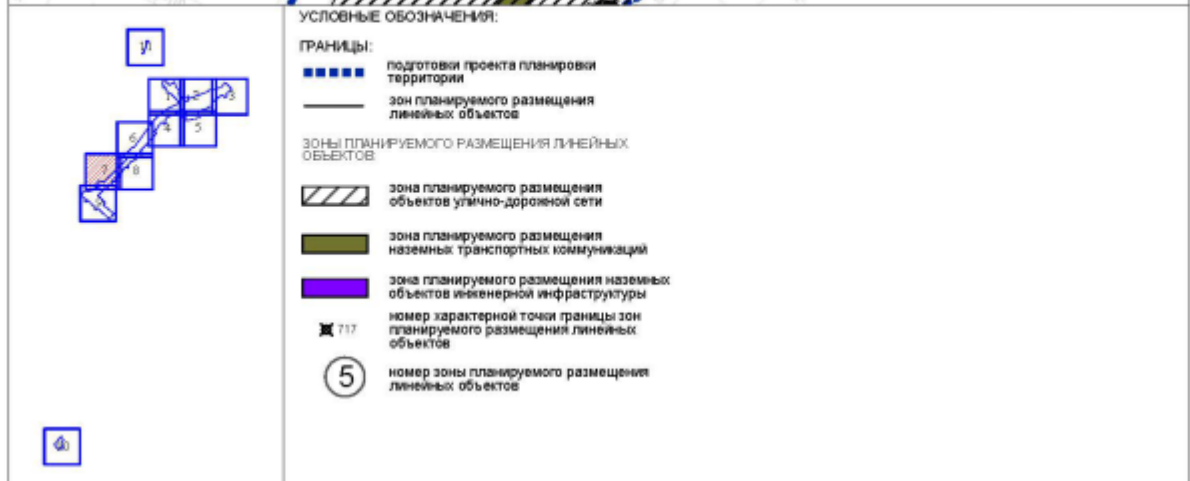 УСЛОВНЫЕ ОБОЗНАЧЕНИЯ:
ГРАНИЦЫ:
подготовки проекта планировки
территории
зон планируемого размещения
линейных объектов
ЗОНЫ ПЛАНИРУЕМОГО РАЗМЕЩЕНИЯ ЛИНЕЙНЫХ
ОБЪЕКТОВ:
зона планируемого размещения
объектов улично-дорожной сети
зона планируемого размещения
наземных транспортных коммуникаций
зона планируемого размещения наземных
объектов инженерной инфраструктуры
717
номер характерной точки границы зон
планируемого размещения линейных
объектов
5
номер зоны планируемого размещения
линейных объектов
1
2
3
4
5
6
7
8